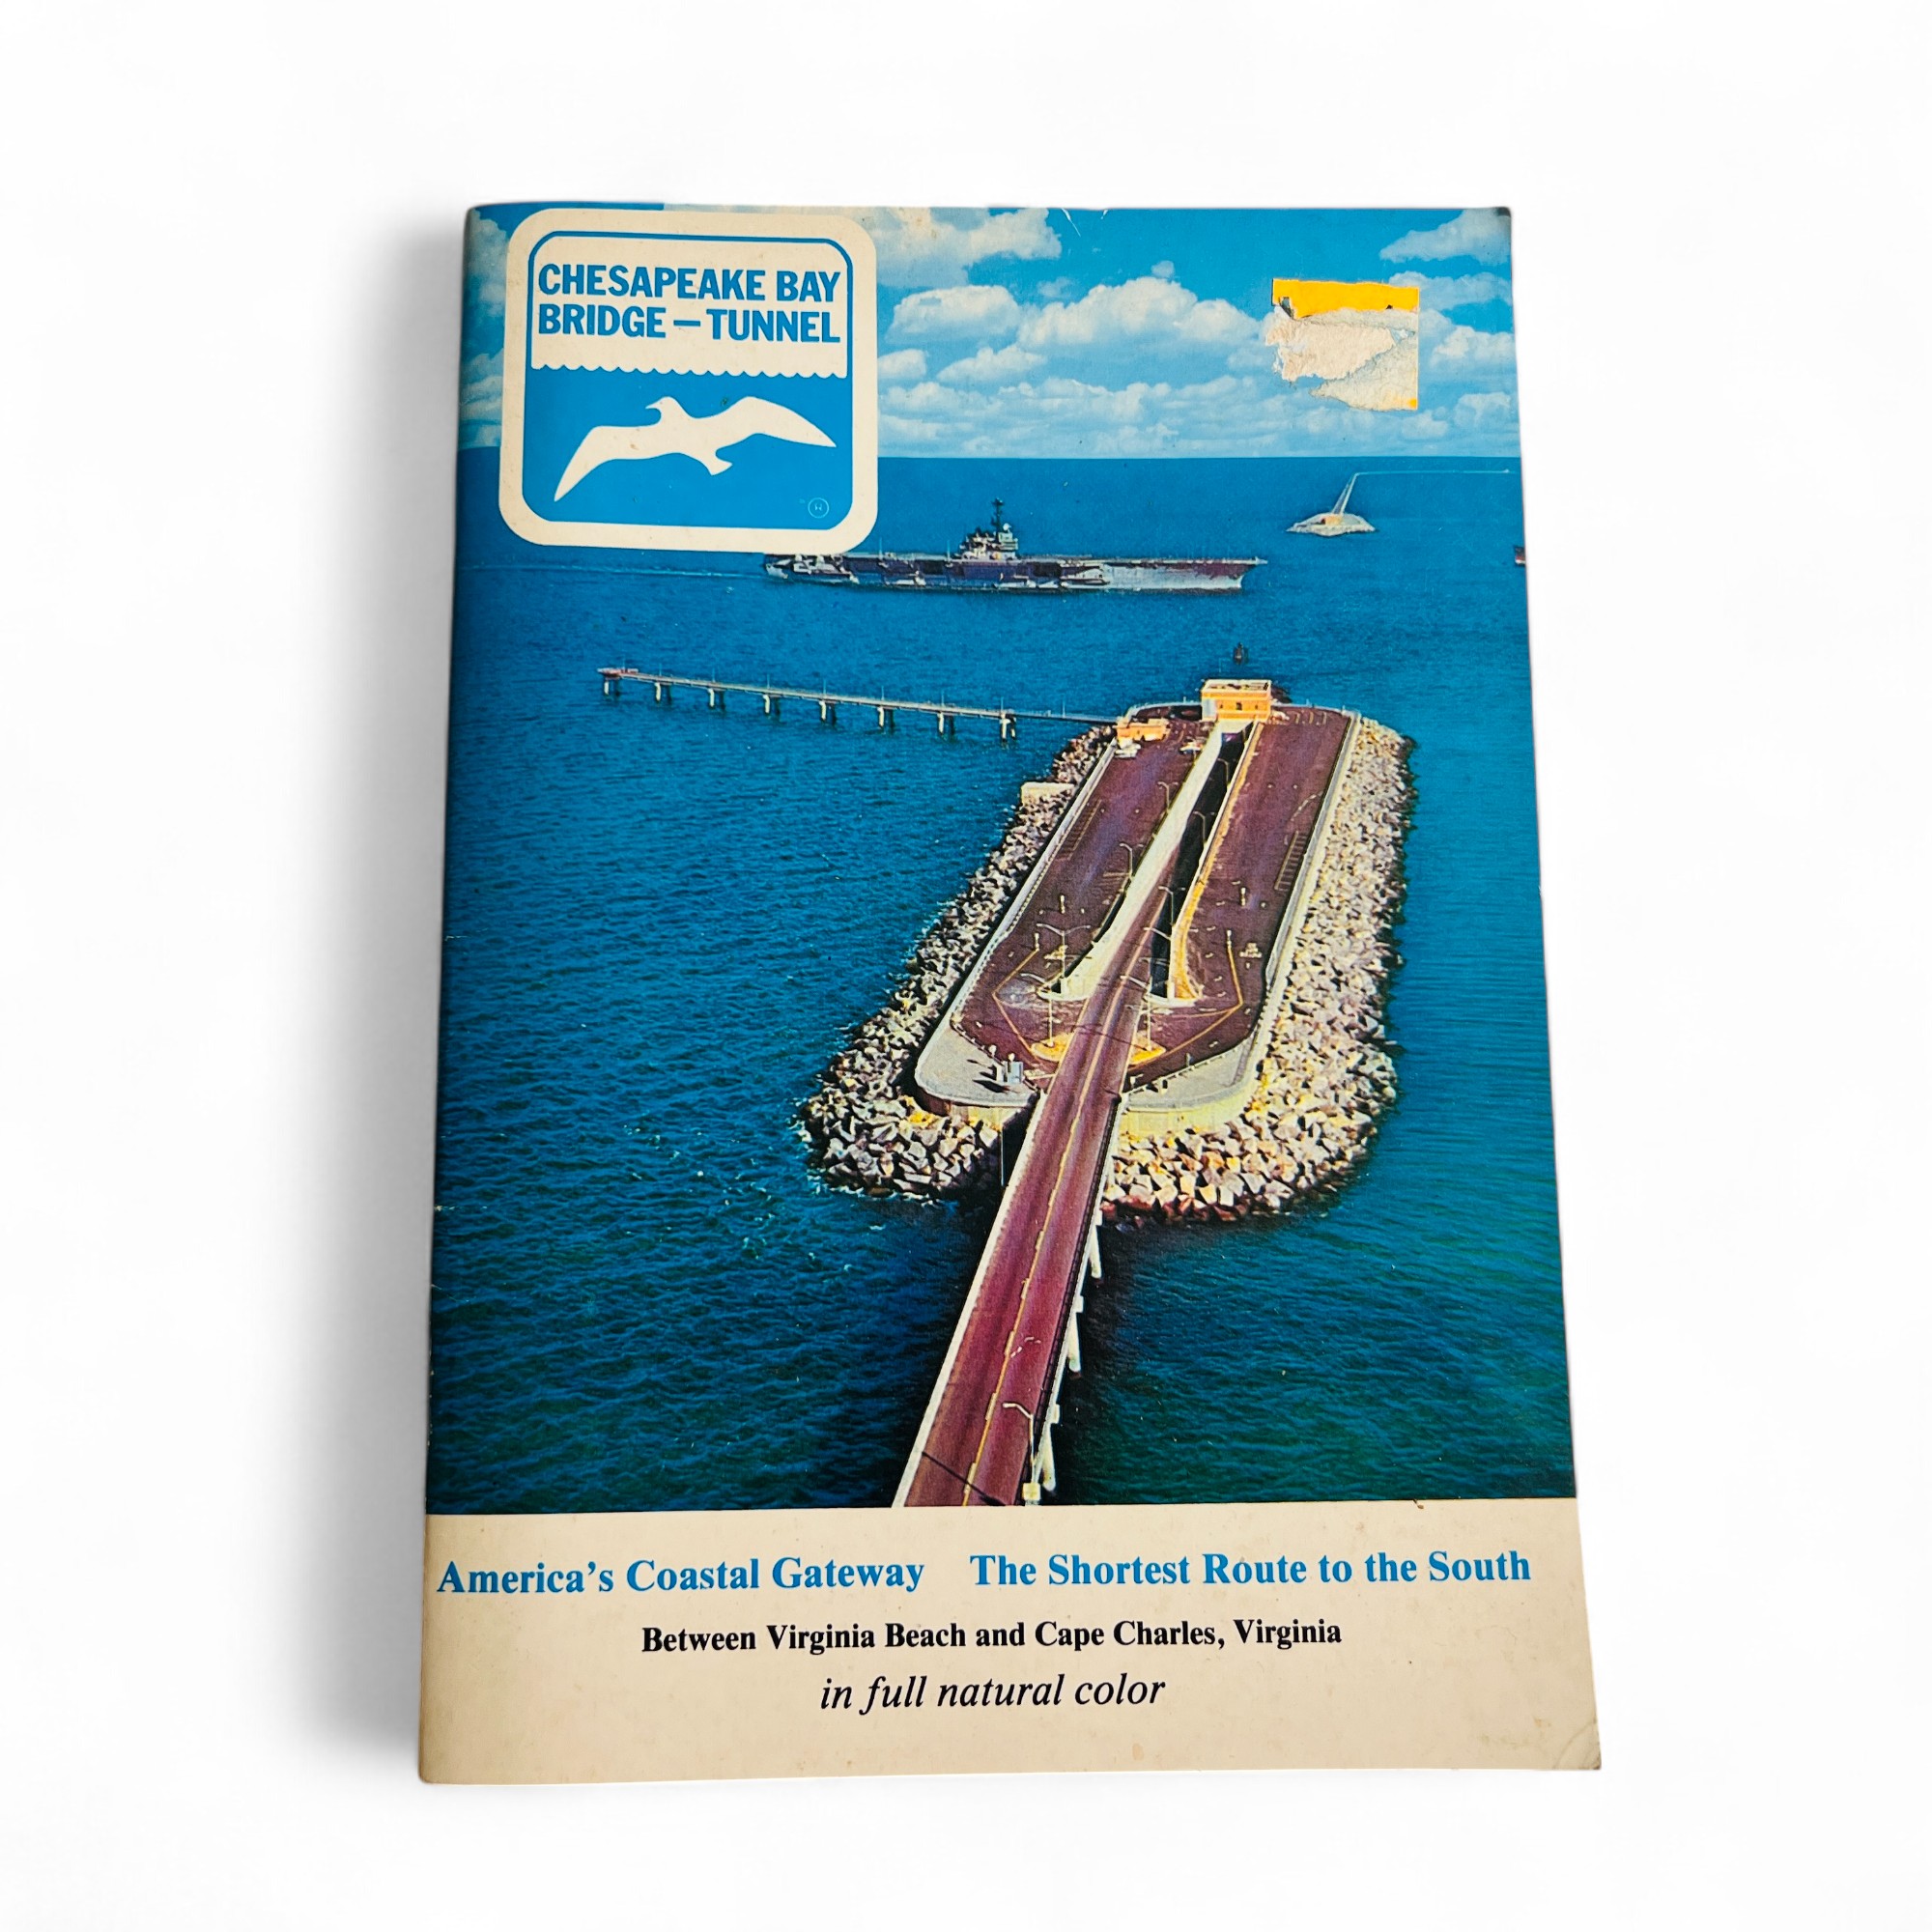 CHESAPEAKE BAY
BRIDGE – TUNNEL
America's Coastal Gateway The Shortest Route to the South
Between Virginia Beach and Cape Charles, Virginia
in full natural color